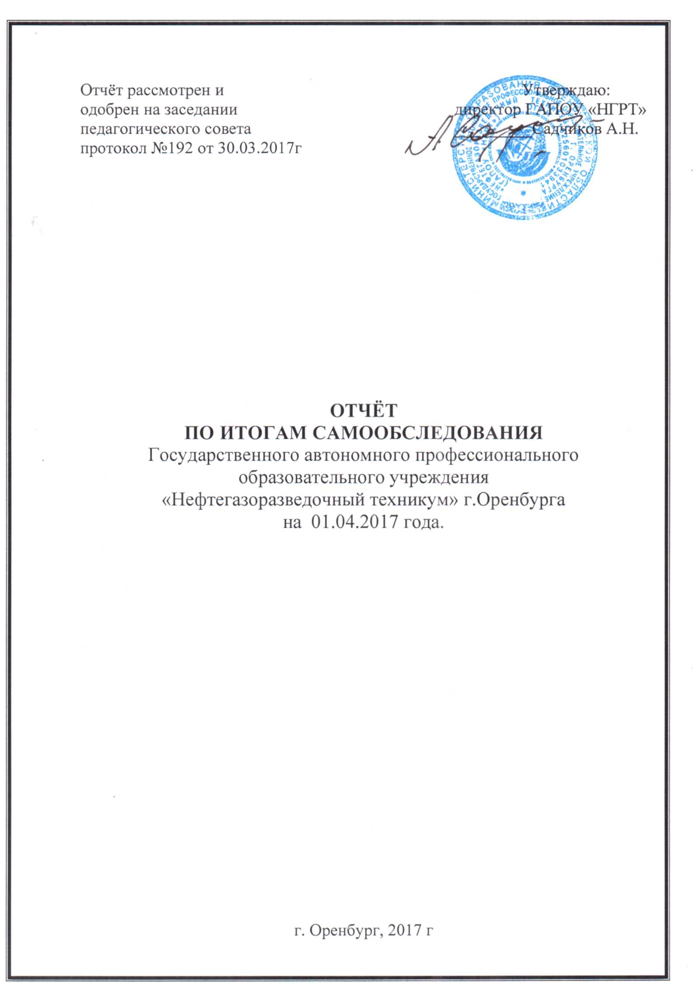 Отчёт рассмотрен и
одобрен на заседании
педагогического совета
протокол №192 от 30.03.2017г
Утверждаю:
директор ГАПОУ «НГРТ»
Садчиков А.Н.
ОТЧЁТ
ПО ИТОГАМ САМООБСЛЕДОВАНИЯ
Государственного автономного профессионального
образовательного учреждения
«Нефтегазоразведочный техникум» г.Оренбурга
на 01.04.2017 года.
г. Оренбург, 2017 г